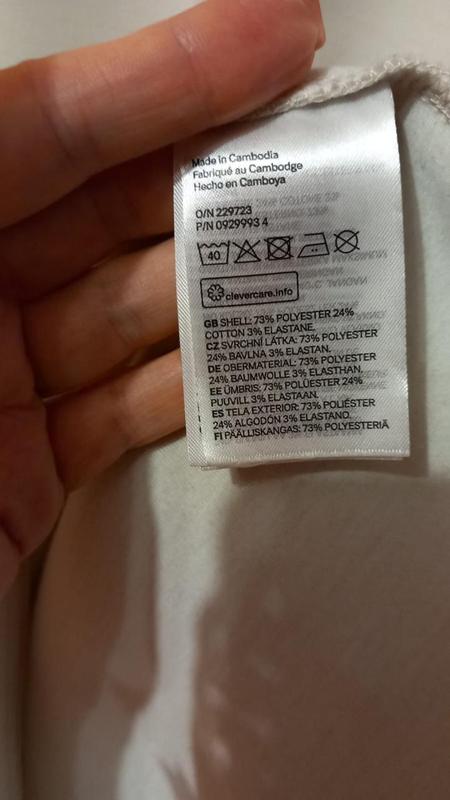 Made in Cambodia
Fabriqué au Cambodge
Hecho en Camboya
O/N 229723
P/N 0929993 4
40
clevercare.info
GB SHELL: 73% POLYESTER 24%
COTTON 3% ELASTANE.
CZ SVRCHNÍ LÁTKA: 73% POLYESTER
24% BAVLNA 3% ELASTAN.
DE OBERMATERIAL: 73% POLYESTER
24% BAUMWOLLE 3% ELASTHAN.
EE ÜMBRIS: 73% POLÜESTER 24%
PUUVILL 3% ELASTAAN.
ES TELA EXTERIOR: 73% POLIÉSTER
24% ALGODÓN 3% ELASTANO.
FI PÄÄLLISKANGAS: 73% POLYESTERIÄ